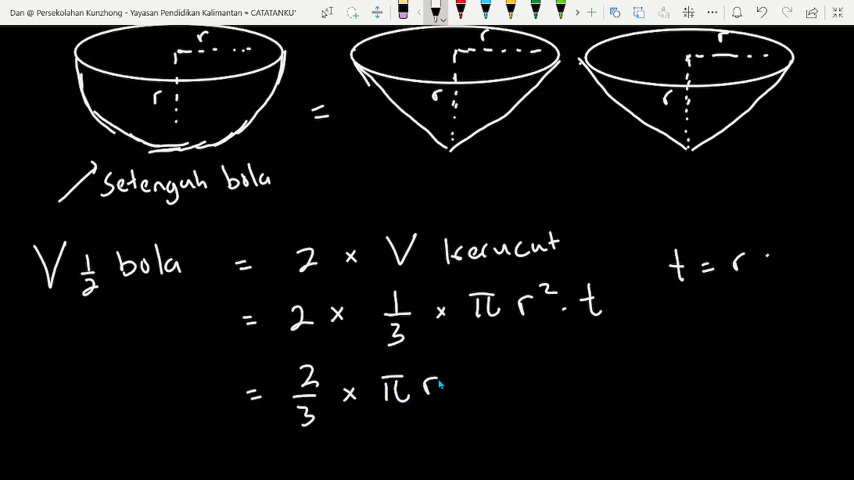 Dan @ Persekolahan Kunzhong - Yayasan Pendidikan Kalimantan » CATATANKU˅
r r r
r = r r
Setengah bola
V 1/2 bola = 2 × V kerucut t = r .
= 2 × 1/3 × π r² . t
= 2/3 × π r